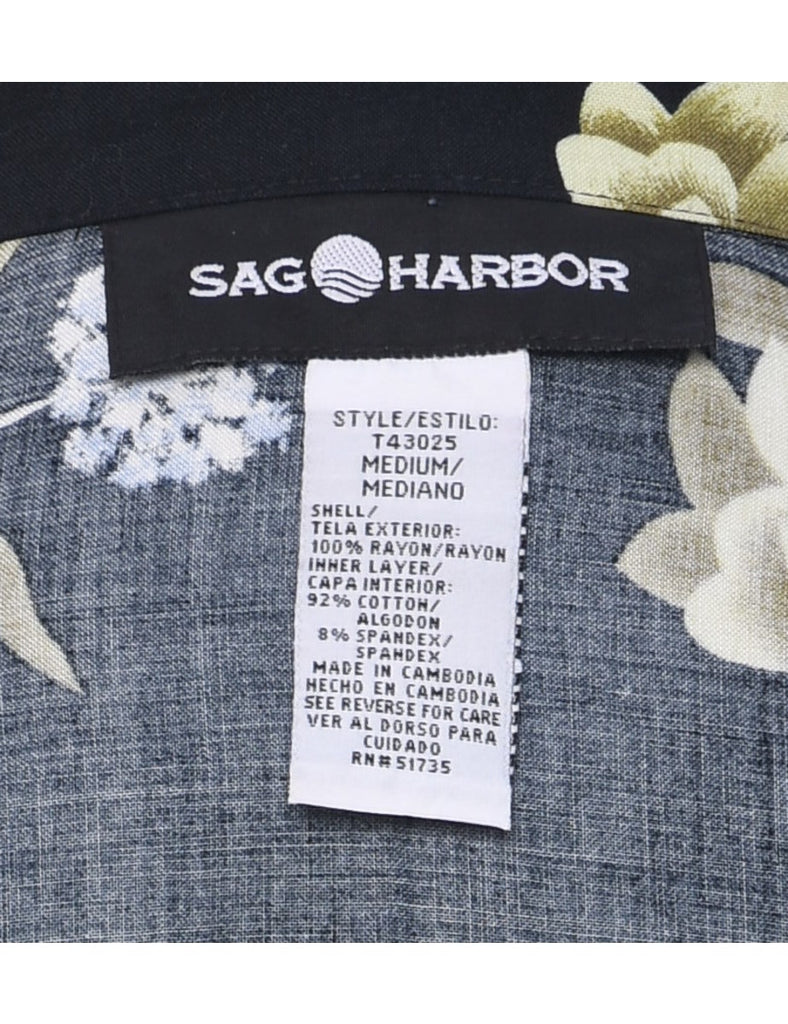 SAG HARBOR
STYLE/ESTILO:
T43025
MEDIUM/
MEDIANO
SHELL/
TELA EXTERIOR:
100% RAYON/RAYON
INNER LAYER/
CAPA INTERIOR:
92% COTTON/
ALGODON
8% SPANDEX/
SPANDEX
MADE IN CAMBODIA
HECHO EN CAMBODIA
SEE REVERSE FOR CARE
VER AL DORSO PARA
CUIDADO
RN#51735